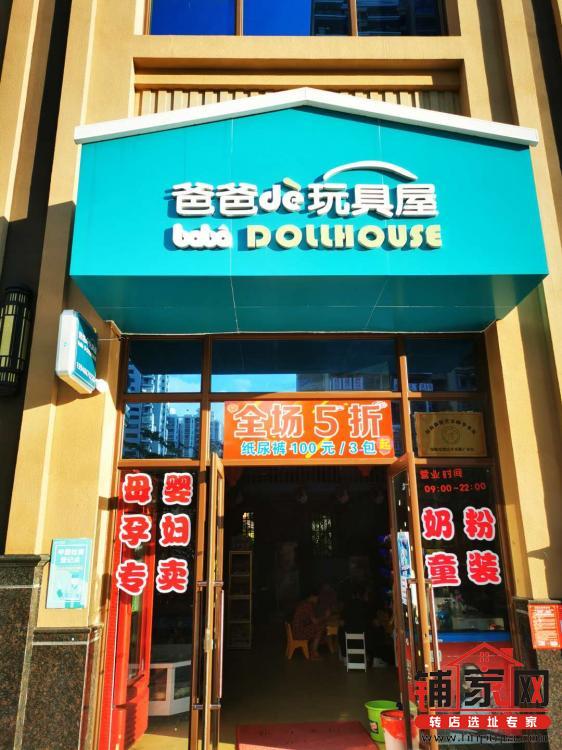 爸爸dè玩具屋
babà DOLLHOUSE
全场5折
纸尿裤100元/3包起
母婴
孕妇
专卖
营业时间
09:00~22:00
奶粉
童装
铺家网
转店选址专家